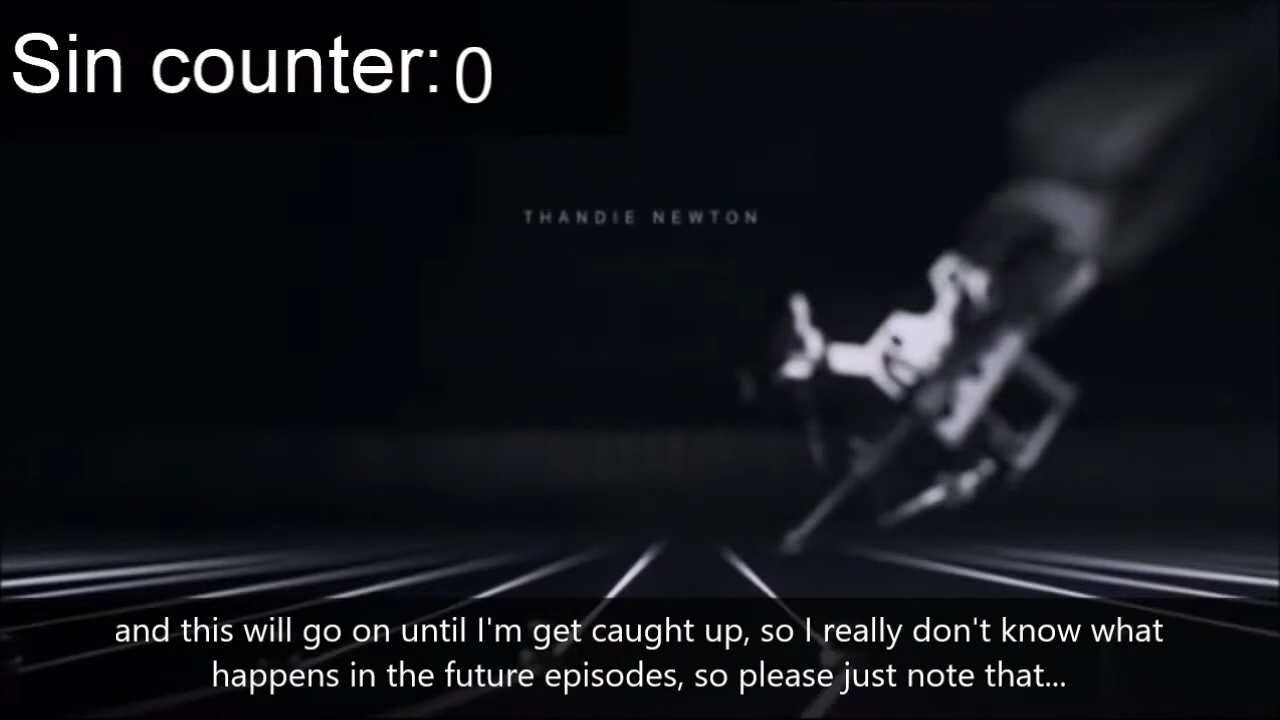 Sin counter: 0
THANDIE NEWTON
and this will go on until I'm get caught up, so I really don't know what
happens in the future episodes, so please just note that...